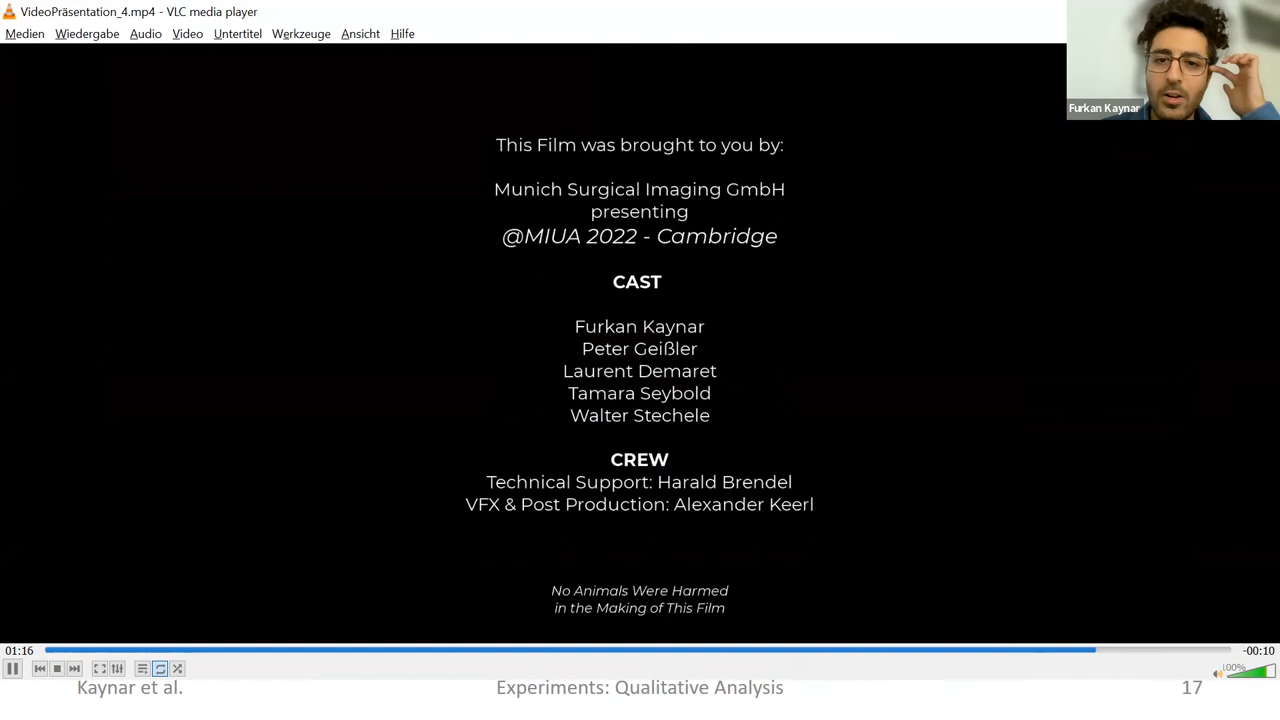 VideoPräsentation_4.mp4 - VLC media player
Medien Wiedergabe Audio Video Untertitel Werkzeuge Ansicht Hilfe
Furkan Kaynar
This Film was brought to you by:
Munich Surgical Imaging GmbH
presenting
@MIUA 2022 - Cambridge
CAST
Furkan Kaynar
Peter Geißler
Laurent Demaret
Tamara Seybold
Walter Stechele
CREW
Technical Support: Harald Brendel
VFX & Post Production: Alexander Keerl
No Animals Were Harmed
in the Making of This Film
01:16
-00:10
100%
Kaynar et al.
Experiments: Qualitative Analysis
17